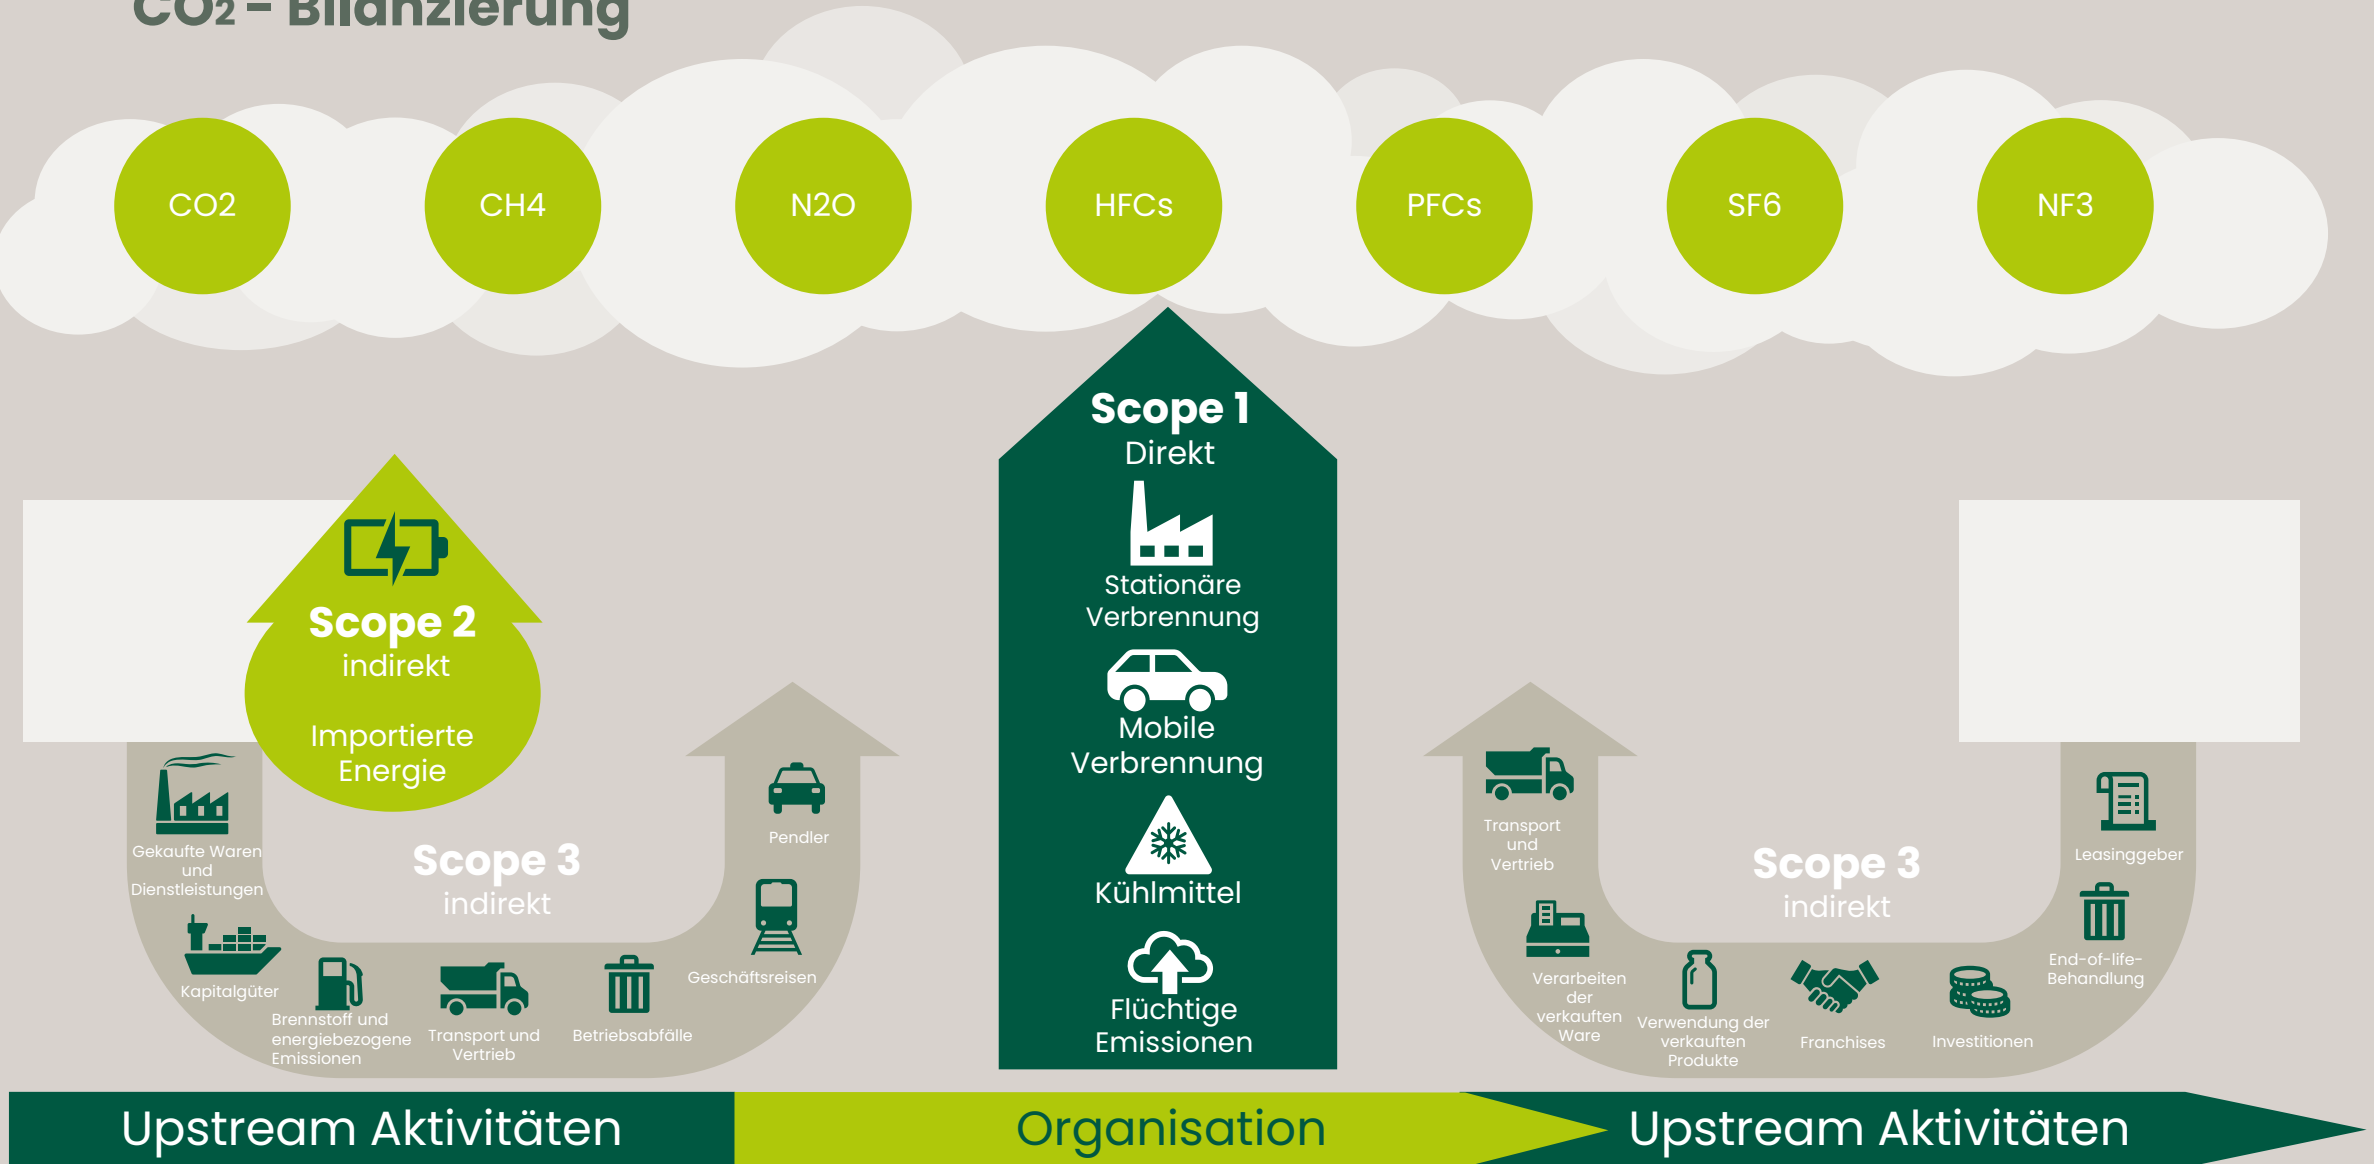 CO2 - Bilanzierung
CO2
CH4
N2O
HFCs
PFCs
SF6
NF3
Scope 1
Direkt
Stationäre
Verbrennung
Mobile
Verbrennung
Kühlmittel
Flüchtige
Emissionen
Scope 2
indirekt
Importierte
Energie
Scope 3
indirekt
Gekaufte Waren
und
Dienstleistungen
Kapitalgüter
Brennstoff und
energiebezogene
Emissionen
Transport und
Vertrieb
Betriebsabfälle
Geschäftsreisen
Pendler
Scope 3
indirekt
Transport
und
Vertrieb
Verarbeiten
der
verkauften
Ware
Verwendung der
verkauften
Produkte
Franchises
Investitionen
End-of-life-
Behandlung
Leasinggeber
Upstream Aktivitäten
Organisation
Upstream Aktivitäten